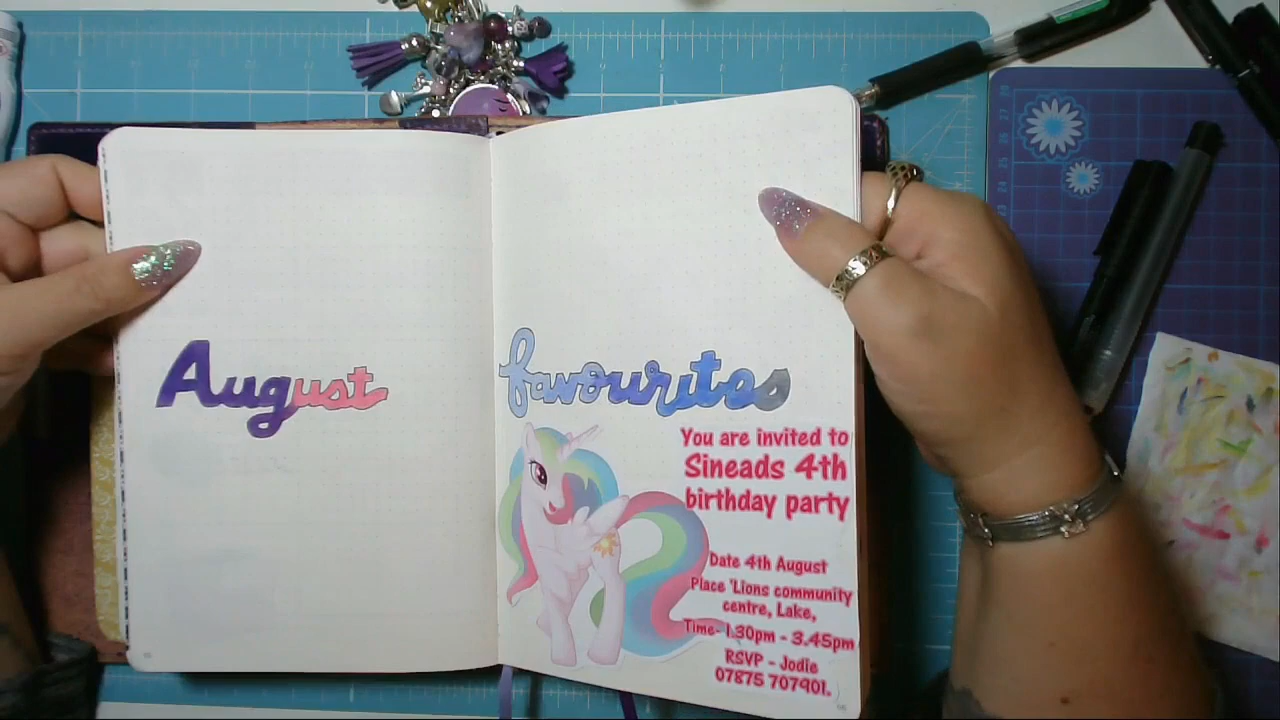 August
favourites
You are invited to
Sineads 4th
birthday party
Date 4th August
Place 'Lions community
centre, Lake,
Time- 1.30pm - 3.45pm
RSVP - Jodie
07875 707901.